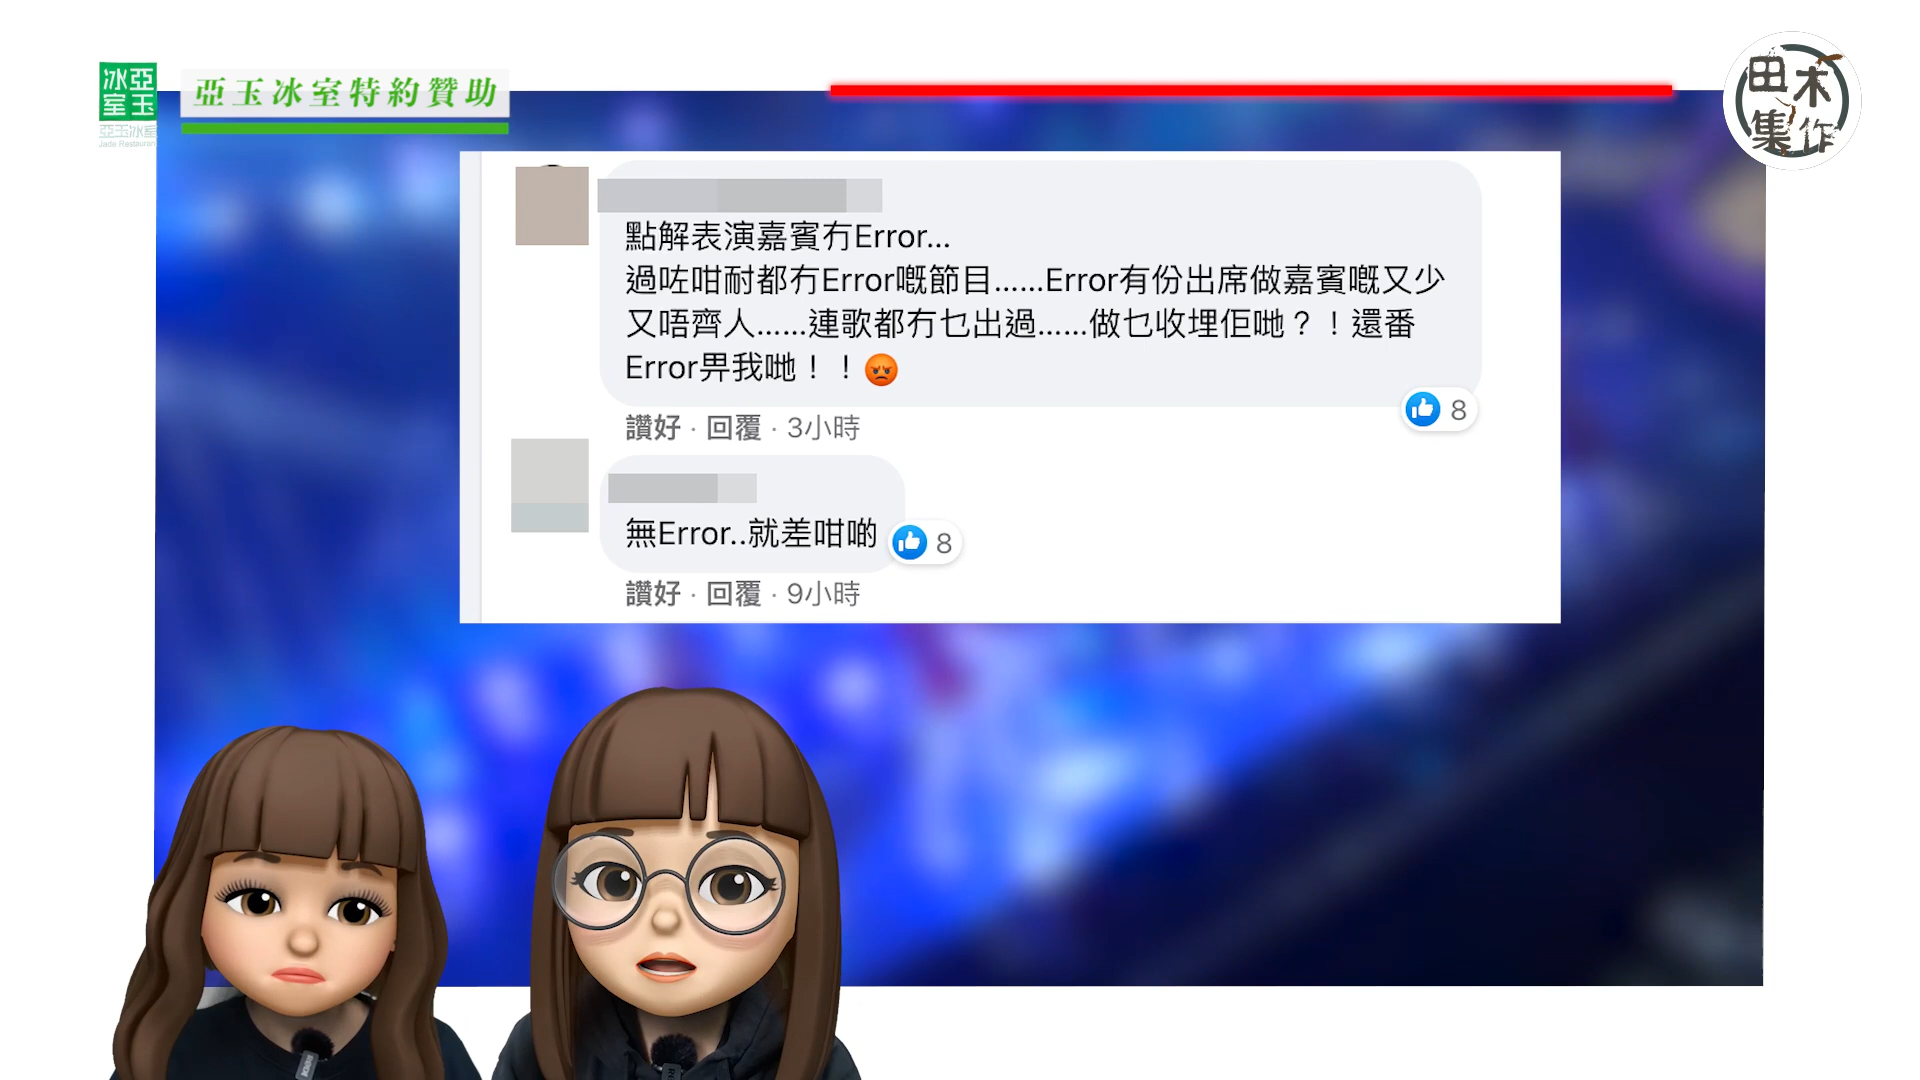 亞玉
冰室
亞玉冰室
Jade Restaurant
亞玉冰室特約贊助
田木
集作
點解表演嘉賓冇Error...
過咗咁耐都冇Error嘅節目......Error有份出席做嘉賓嘅又少
又唔齊人......連歌都冇乜出過......做乜收埋佢哋？！還番
Error畀我哋！！😡
8
讚好 · 回覆 · 3小時
無Error..就差咁啲
8
讚好 · 回覆 · 9小時